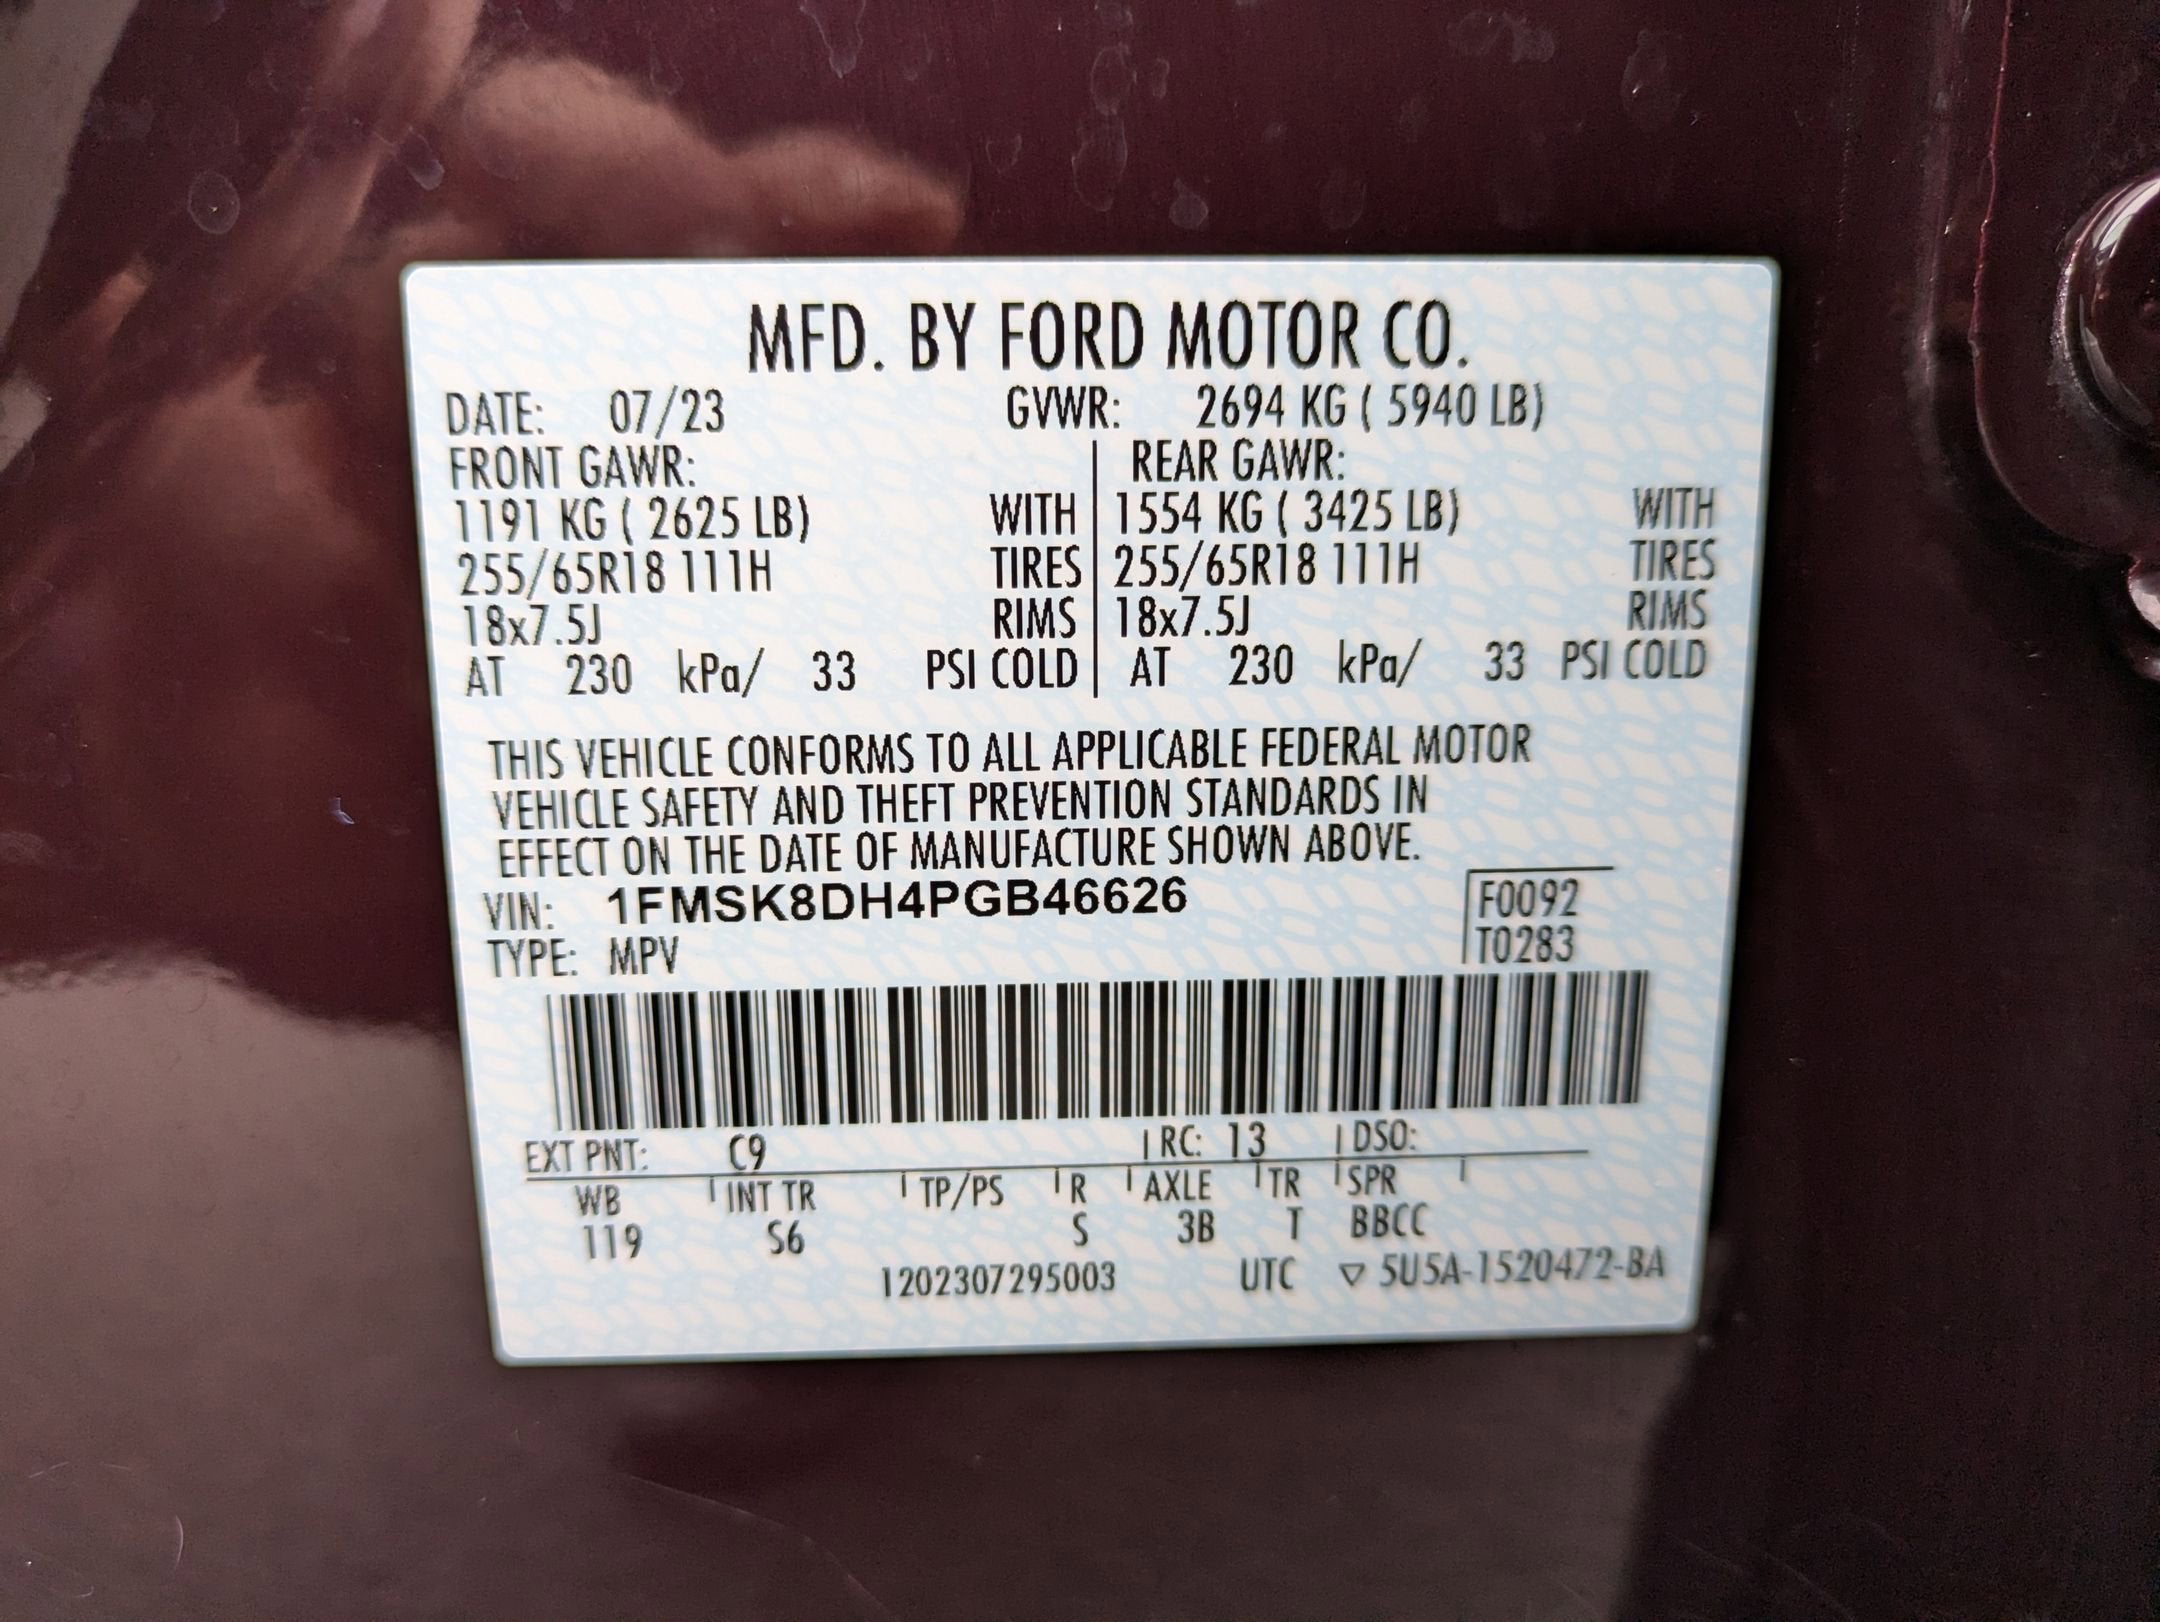 MFD. BY FORD MOTOR CO.
DATE: 07/23 GVWR: 2694 KG ( 5940 LB)
FRONT GAWR: REAR GAWR:
1191 KG ( 2625 LB) WITH 1554 KG ( 3425 LB) WITH
255/65R18 111H TIRES 255/65R18 111H TIRES
18x7.5J RIMS 18x7.5J RIMS
AT 230 kPa/ 33 PSI COLD AT 230 kPa/ 33 PSI COLD
THIS VEHICLE CONFORMS TO ALL APPLICABLE FEDERAL MOTOR
VEHICLE SAFETY AND THEFT PREVENTION STANDARDS IN
EFFECT ON THE DATE OF MANUFACTURE SHOWN ABOVE.
VIN: 1FMSK8DH4PGB46626 F0092
TYPE: MPV T0283
EXT PNT: C9 RC: 13 DSO:
WB INT TR TP/PS R AXLE TR SPR
119 S6 S 3B T BBCC
1202307295003 UTC ▽ 5U5A-1520472-BA